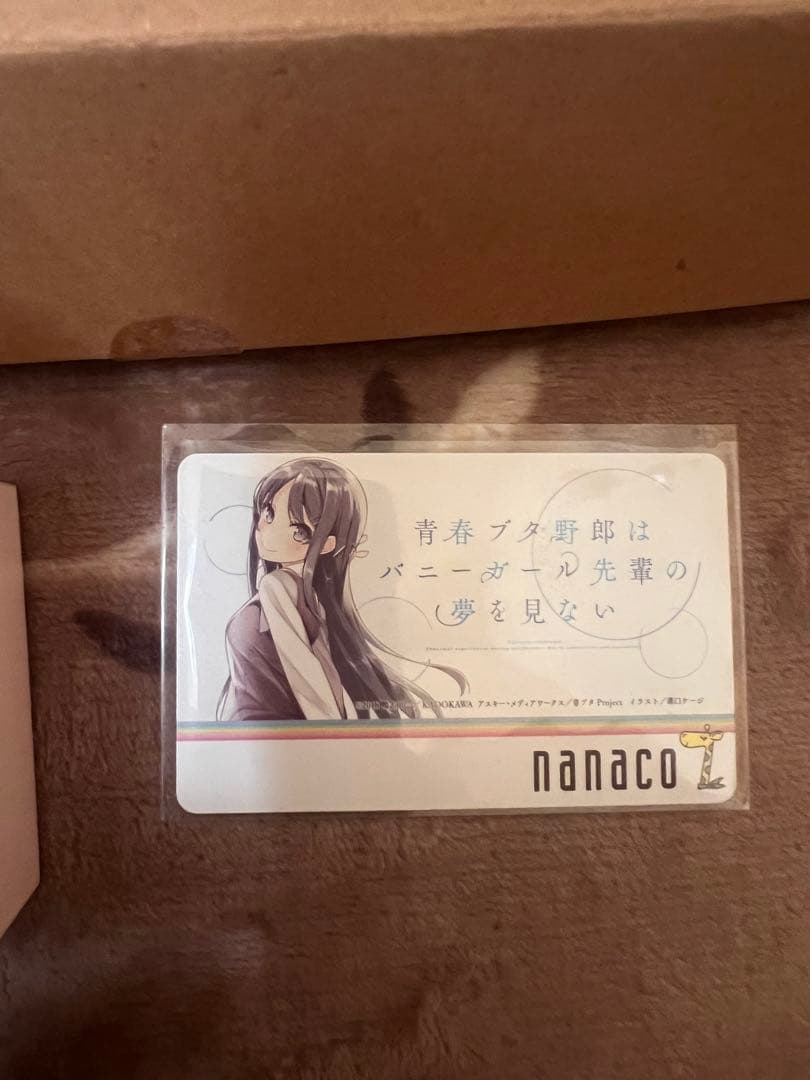 青春ブタ野郎は
バニーガール先輩の
夢を見ない
KADOKAWA アスキー・メディアワークス／青ブタ Project イラスト／溝口ケージ
nanaco